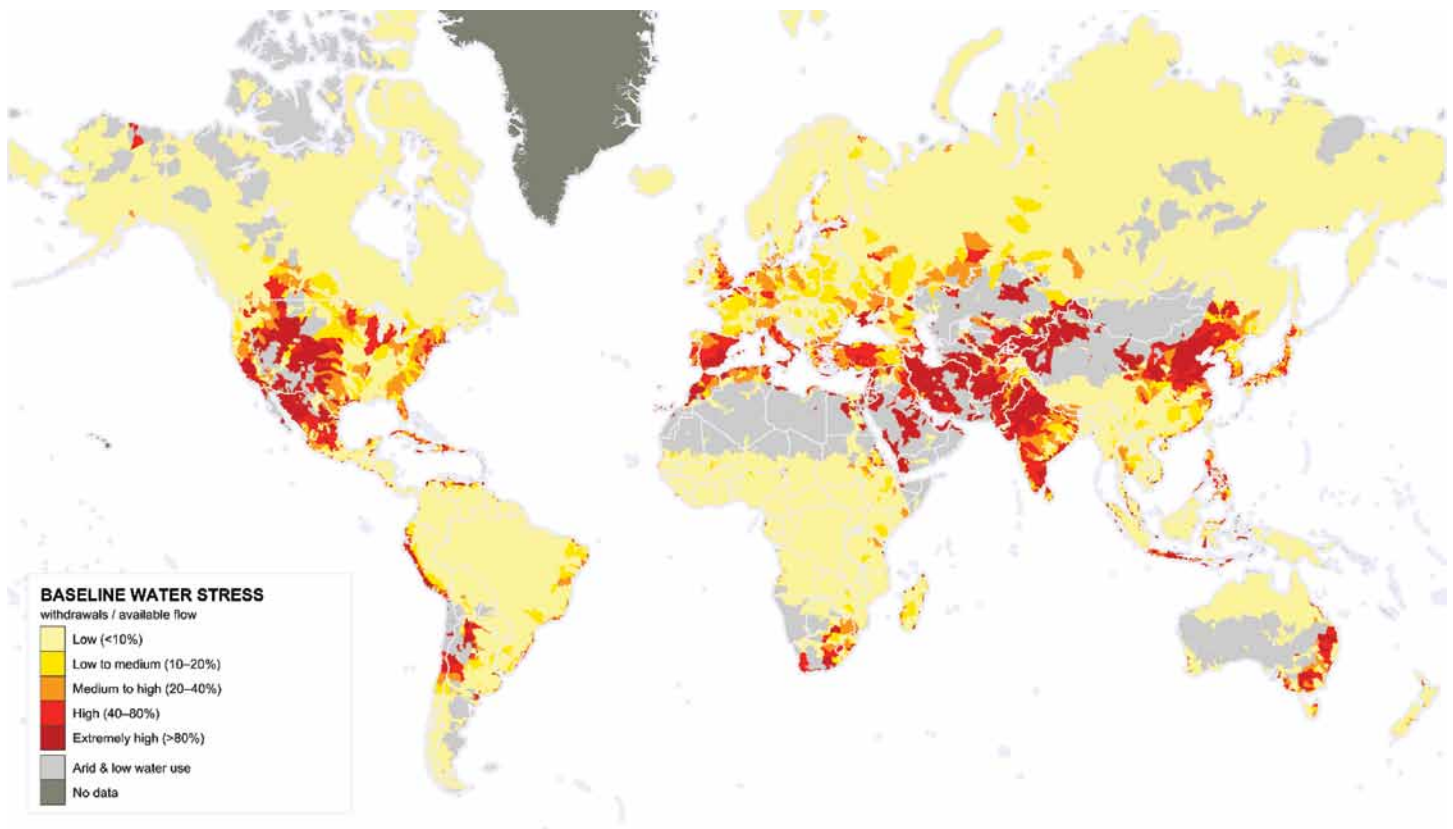 BASELINE WATER STRESS
withdrawals / available flow
Low (<10%)
Low to medium (10–20%)
Medium to high (20–40%)
High (40–80%)
Extremely high (>80%)
Arid & low water use
No data